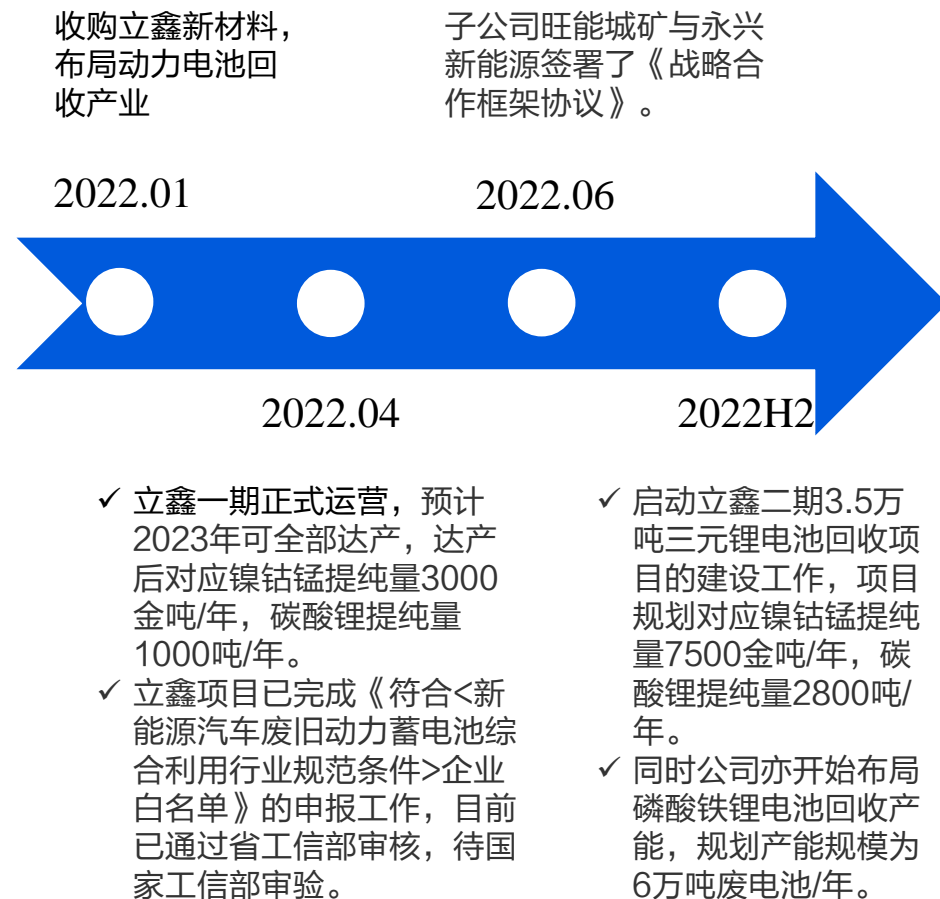 收购立鑫新材料，
布局动力电池回
收产业
子公司旺能城矿与永兴
新能源签署了《战略合
作框架协议》。
2022.01
2022.06
2022.04
2022H2
✓ 立鑫一期正式运营，预计
2023年可全部达产，达产
后对应镍钴锰提纯量3000
金吨/年，碳酸锂提纯量
1000吨/年。
✓ 立鑫项目已完成《符合<新
能源汽车废旧动力蓄电池综
合利用行业规范条件>企业
白名单》的申报工作，目前
已通过省工信部审核，待国
家工信部审验。
✓ 启动立鑫二期3.5万
吨三元锂电池回收项
目的建设工作，项目
规划对应镍钴锰提纯
量7500金吨/年，碳
酸锂提纯量2800吨/
年。
✓ 同时公司亦开始布局
磷酸铁锂电池回收产
能，规划产能规模为
6万吨废电池/年。